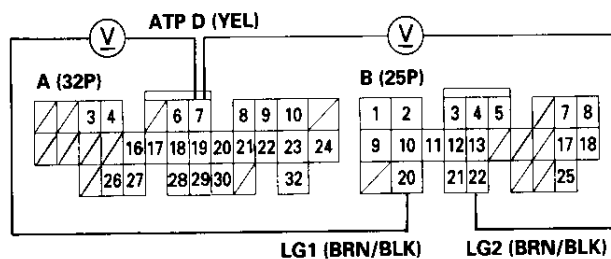 ATP D (YEL)
V V
A (32P) B (25P)
3 4 6 7 8 9 10
16 17 18 19 20 21 22 23 24
26 27 28 29 30 32
1 2 3 4 5 7 8
9 10 11 12 13 17 18
20 21 22 25
LG1 (BRN/BLK) LG2 (BRN/BLK)